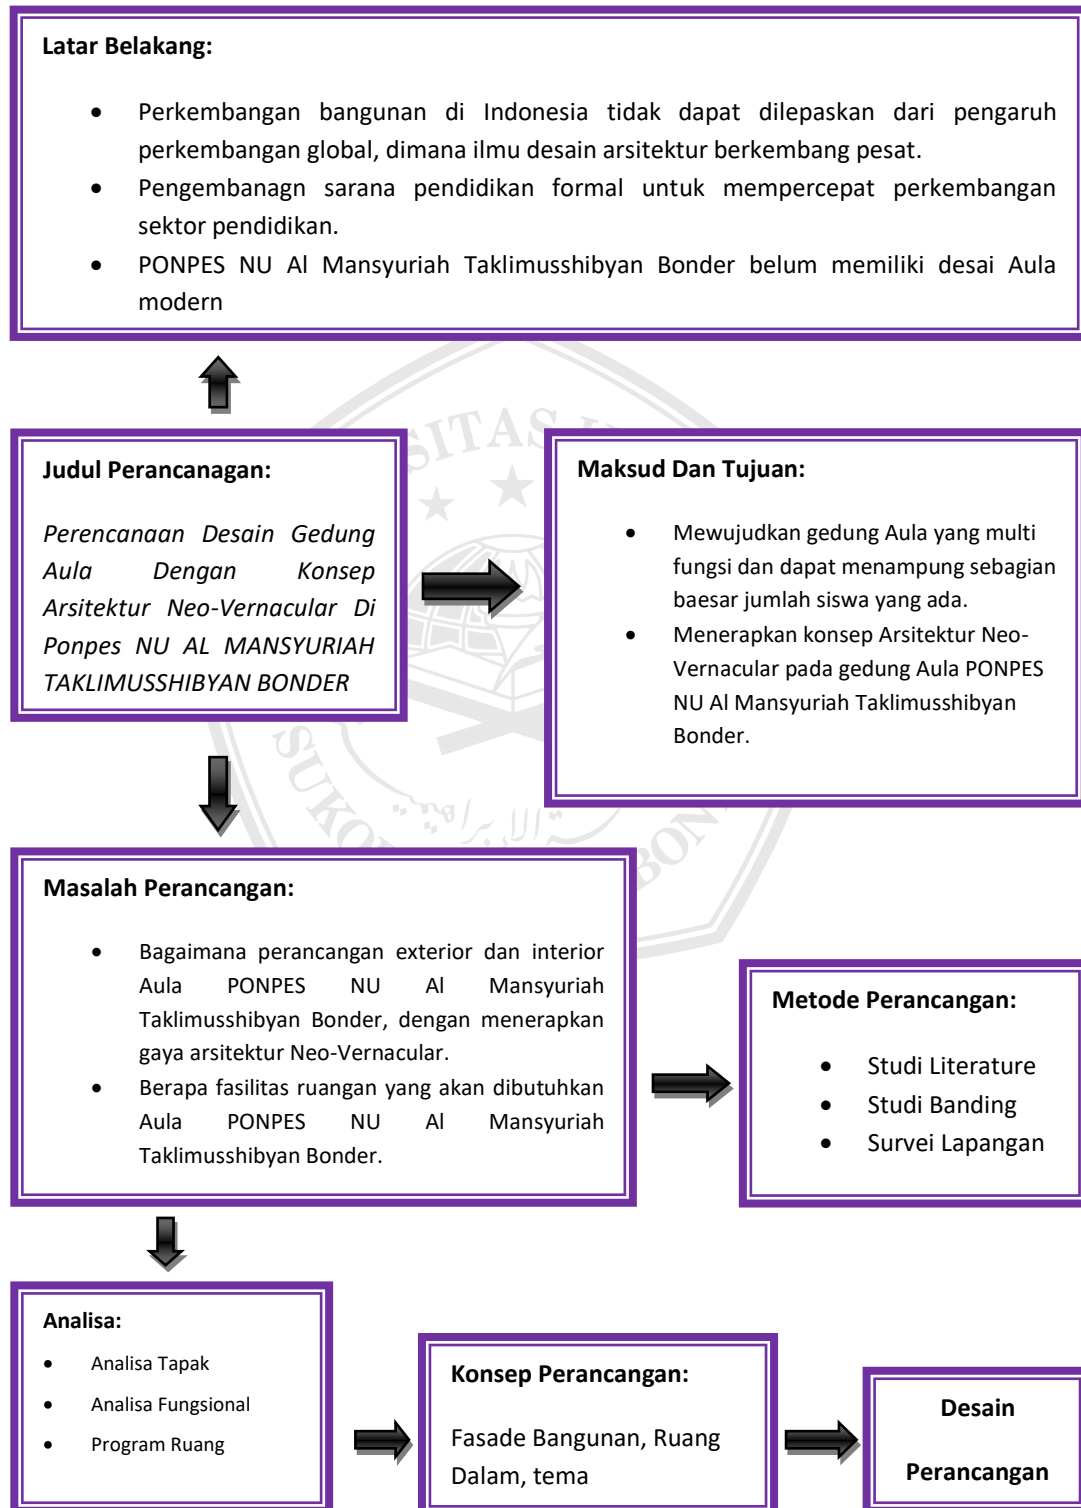 Latar Belakang:
• Perkembangan bangunan di Indonesia tidak dapat dilepaskan dari pengaruh
perkembangan global, dimana ilmu desain arsitektur berkembang pesat.
• Pengembanagn sarana pendidikan formal untuk mempercepat perkembangan
sektor pendidikan.
• PONPES NU Al Mansyuriah Taklimusshibyan Bonder belum memiliki desai Aula
modern
Judul Perancanagan:
Perencanaan Desain Gedung
Aula Dengan Konsep
Arsitektur Neo-Vernacular Di
Ponpes NU AL MANSYURIAH
TAKLIMUSSHIBYAN BONDER
Maksud Dan Tujuan:
• Mewujudkan gedung Aula yang multi
fungsi dan dapat menampung sebagian
baesar jumlah siswa yang ada.
• Menerapkan konsep Arsitektur Neo-
Vernacular pada gedung Aula PONPES
NU Al Mansyuriah Taklimusshibyan
Bonder.
Masalah Perancangan:
• Bagaimana perancangan exterior dan interior
Aula PONPES NU Al Mansyuriah
Taklimusshibyan Bonder, dengan menerapkan
gaya arsitektur Neo-Vernacular.
• Berapa fasilitas ruangan yang akan dibutuhkan
Aula PONPES NU Al Mansyuriah
Taklimusshibyan Bonder.
Metode Perancangan:
• Studi Literature
• Studi Banding
• Survei Lapangan
Analisa:
• Analisa Tapak
• Analisa Fungsional
• Program Ruang
Konsep Perancangan:
Fasade Bangunan, Ruang
Dalam, tema
Desain
Perancangan